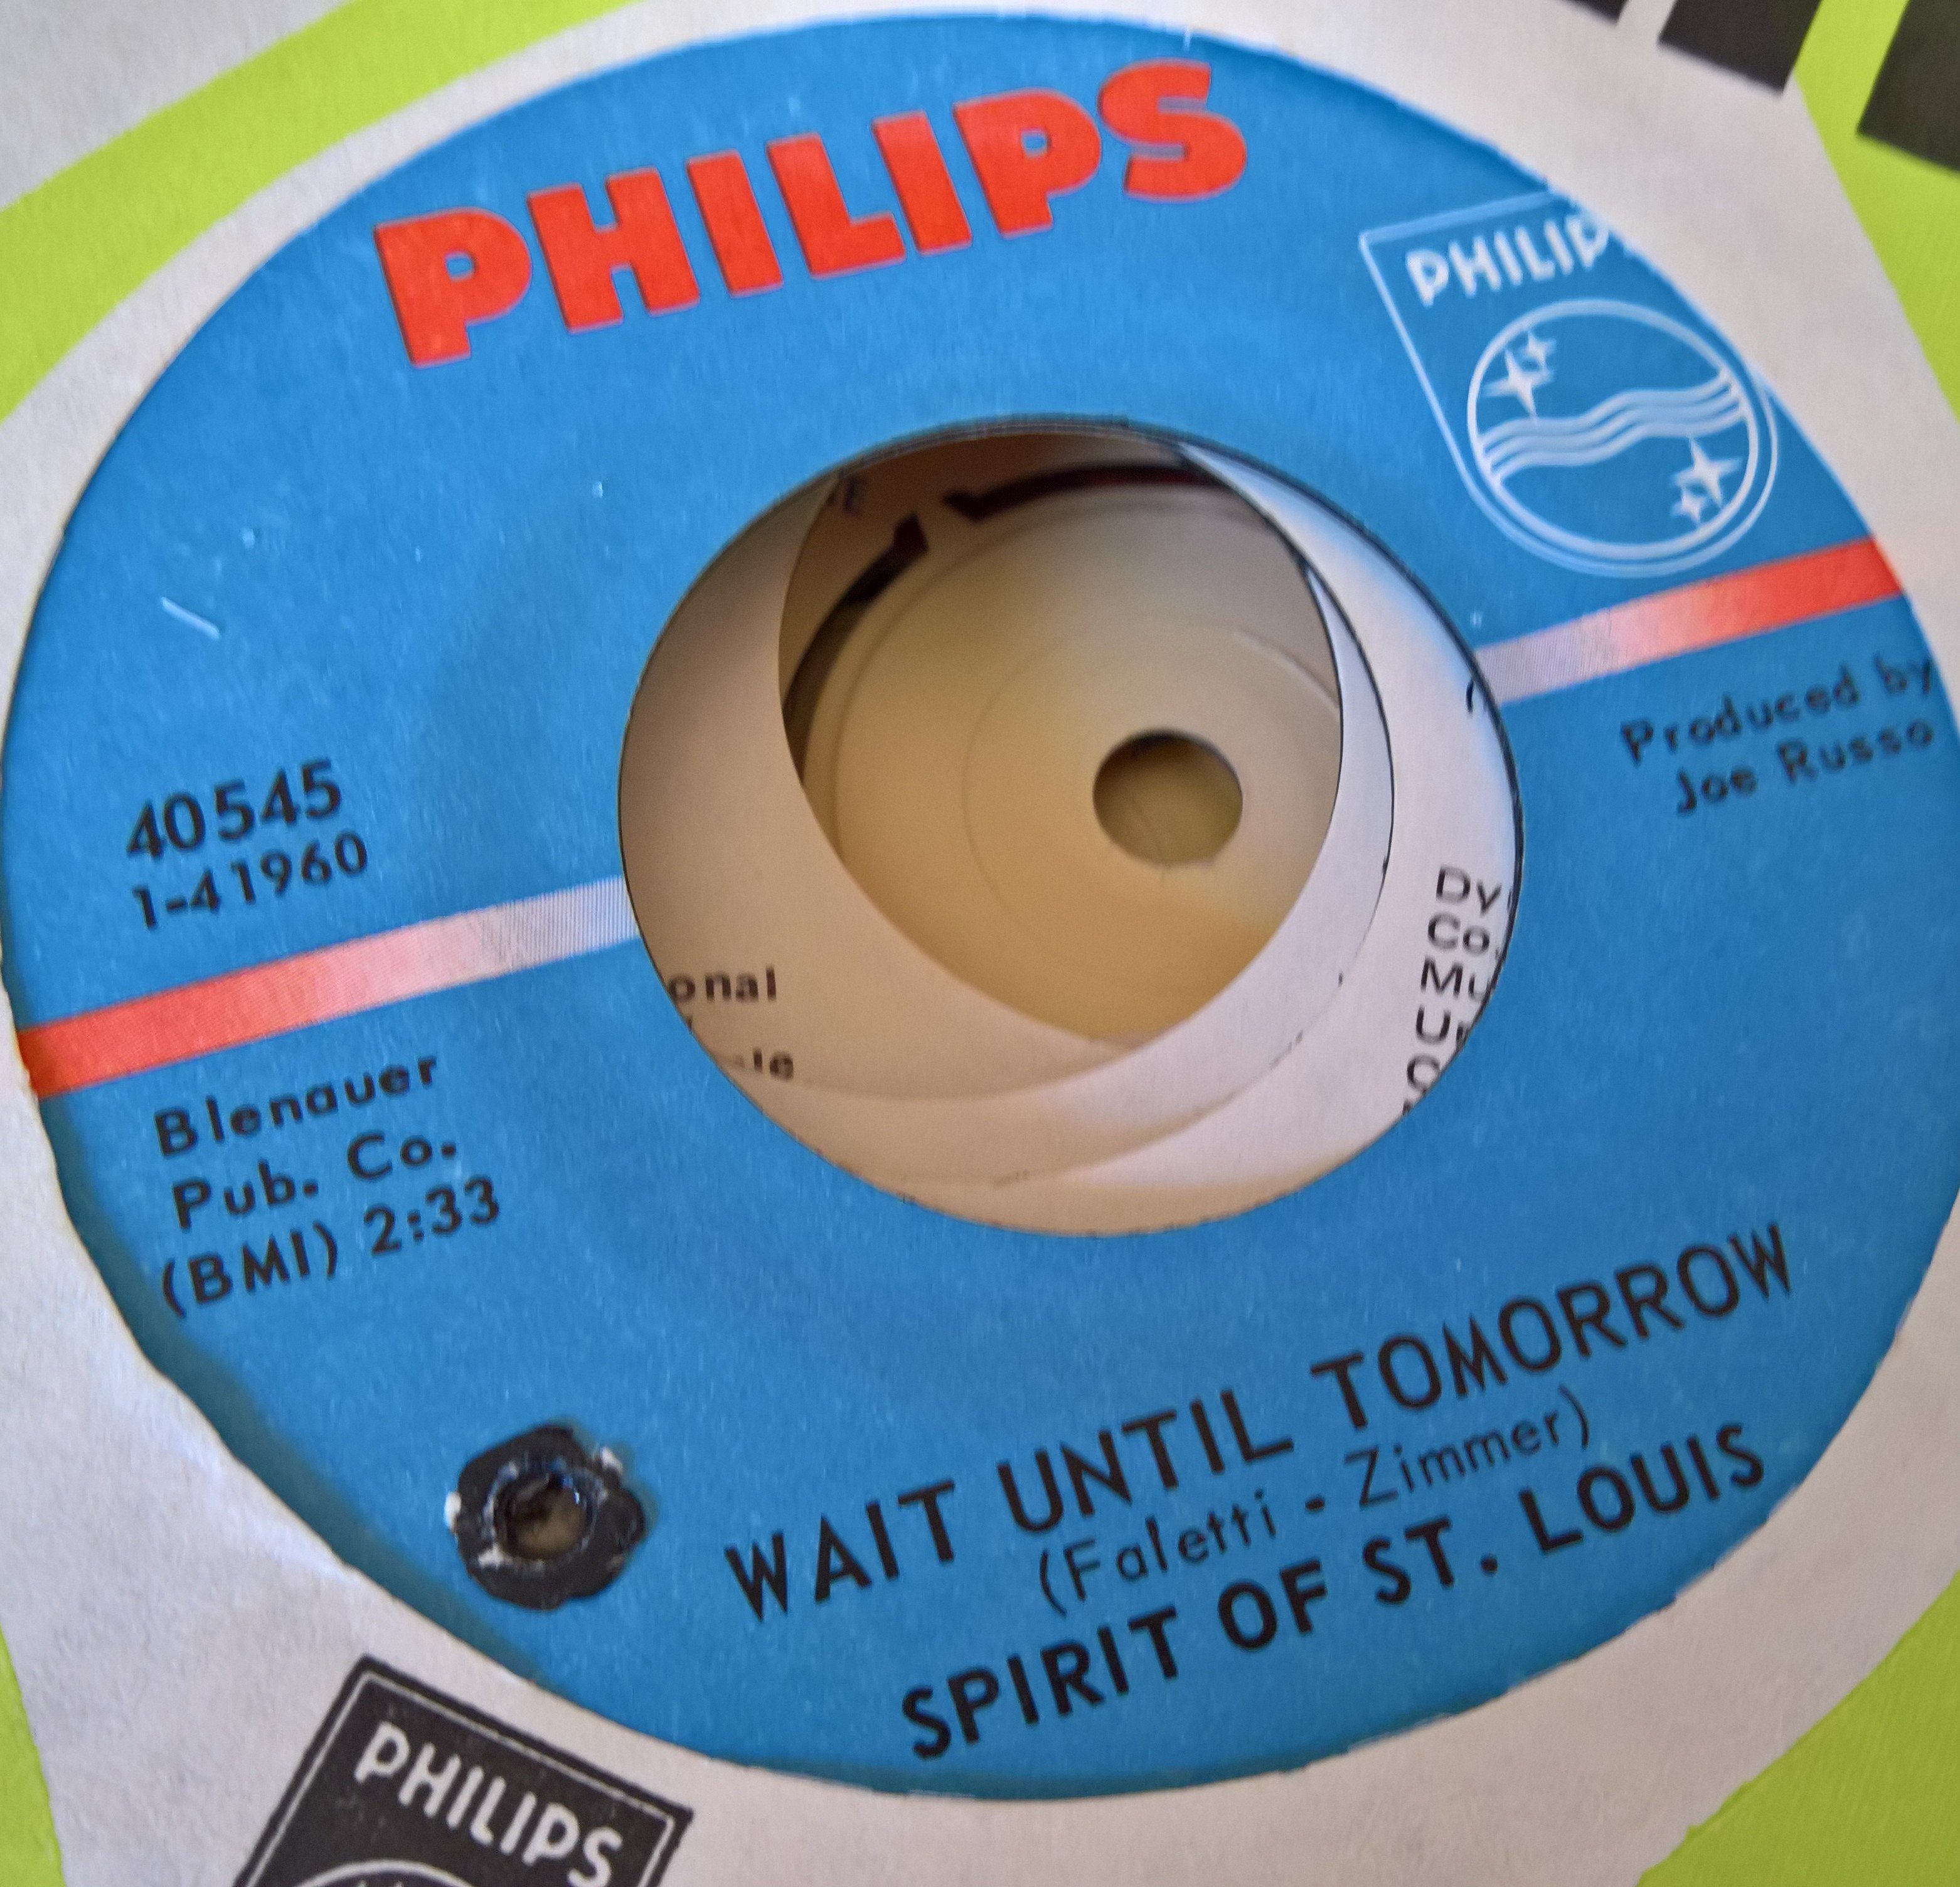 PHILIPS
PHILIPS
Produced by
Joe Russo
40545
1-41960
Blenauer
Pub. Co.
(BMI) 2:33
WAIT UNTIL TOMORROW
(Faletti - Zimmer)
SPIRIT OF ST. LOUIS
PHILIPS